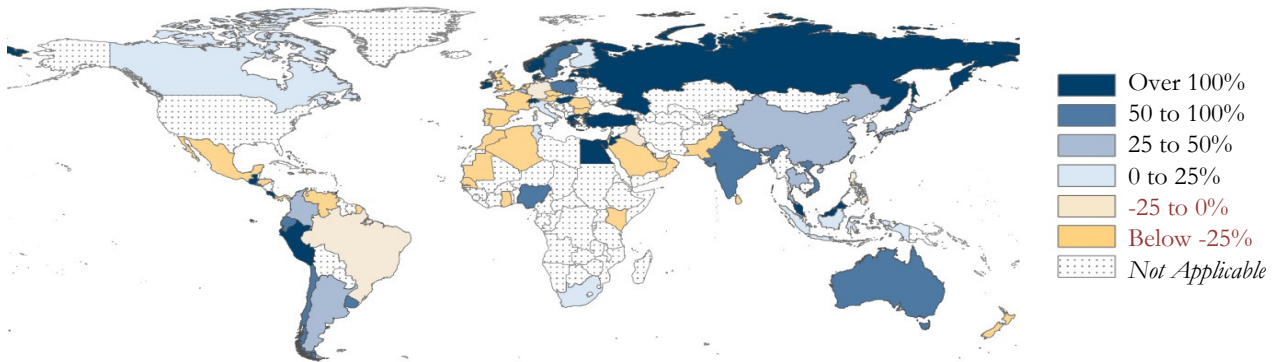 Over 100%
50 to 100%
25 to 50%
0 to 25%
-25 to 0%
Below -25%
Not Applicable